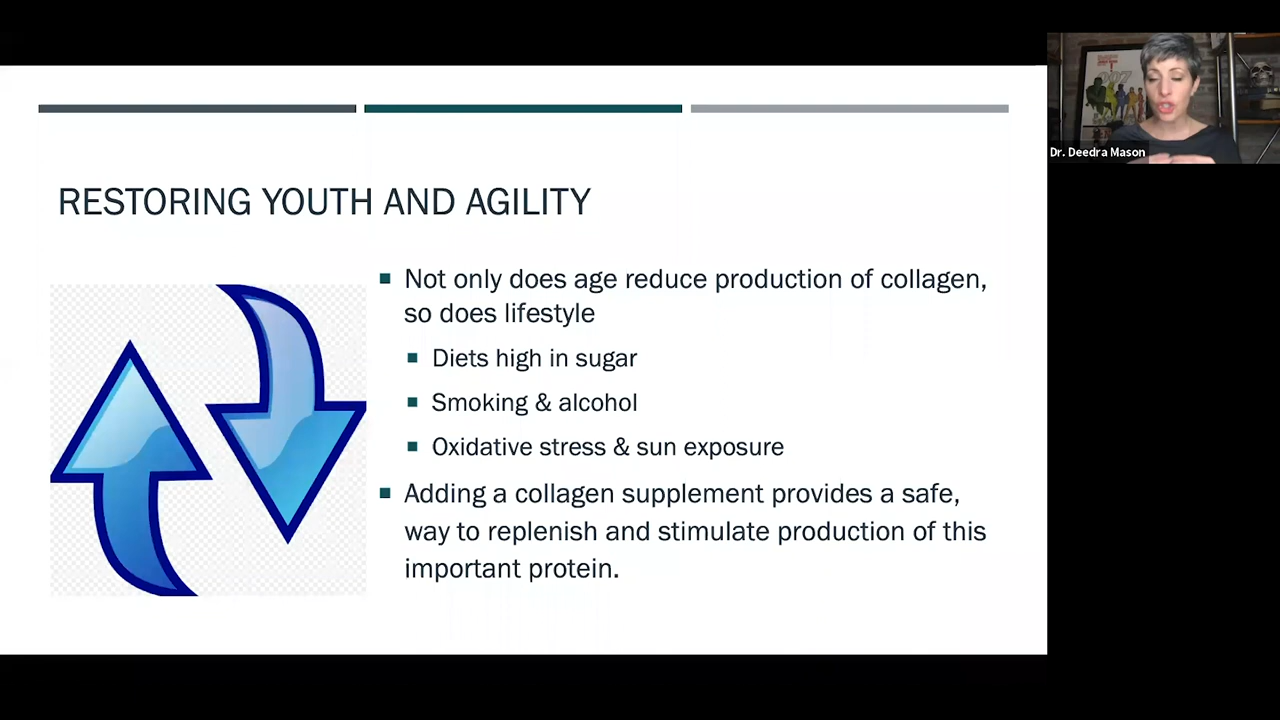 RESTORING YOUTH AND AGILITY
Not only does age reduce production of collagen,
so does lifestyle
Diets high in sugar
Smoking & alcohol
Oxidative stress & sun exposure
Adding a collagen supplement provides a safe,
way to replenish and stimulate production of this
important protein.
007
Dr. Deedra Mason